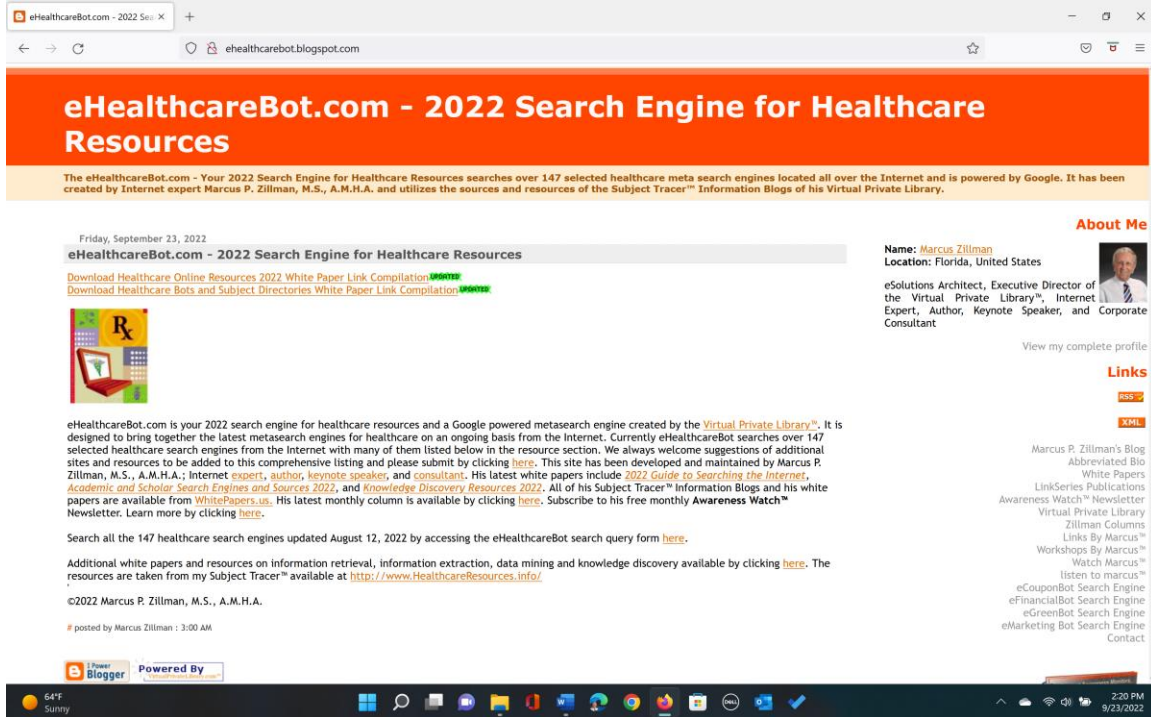 eHealthcareBot.com - 2022 Sea
ehealthcarebot.blogspot.com
eHealthcareBot.com - 2022 Search Engine for Healthcare
Resources
The eHealthcareBot.com - Your 2022 Search Engine for Healthcare Resources searches over 147 selected healthcare meta search engines located all over the Internet and is powered by Google. It has been
created by Internet expert Marcus P. Zillman, M.S., A.M.H.A. and utilizes the sources and resources of the Subject Tracer™ Information Blogs of his Virtual Private Library.
Friday, September 23, 2022
eHealthcareBot.com - 2022 Search Engine for Healthcare Resources
Download Healthcare Online Resources 2022 White Paper Link Compilation UPDATED
Download Healthcare Bots and Subject Directories White Paper Link Compilation UPDATED
Rx
eHealthcareBot.com is your 2022 search engine for healthcare resources and a Google powered metasearch engine created by the Virtual Private Library™. It is
designed to bring together the latest metasearch engines for healthcare on an ongoing basis from the Internet. Currently eHealthcareBot searches over 147
selected healthcare search engines from the Internet with many of them listed below in the resource section. We always welcome suggestions of additional
sites and resources to be added to this comprehensive listing and please submit by clicking here. This site has been developed and maintained by Marcus P.
Zillman, M.S., A.M.H.A.; Internet expert, author, keynote speaker, and consultant. His latest white papers include 2022 Guide to Searching the Internet,
Academic and Scholar Search Engines and Sources 2022, and Knowledge Discovery Resources 2022. All of his Subject Tracer™ Information Blogs and his white
papers are available from WhitePapers.us. His latest monthly column is available by clicking here. Subscribe to his free monthly Awareness Watch™
Newsletter. Learn more by clicking here.
Search all the 147 healthcare search engines updated August 12, 2022 by accessing the eHealthcareBot search query form here.
Additional white papers and resources on information retrieval, information extraction, data mining and knowledge discovery available by clicking here. The
resources are taken from my Subject Tracer™ available at http://www.HealthcareResources.info/
'
©2022 Marcus P. Zillman, M.S., A.M.H.A.
# posted by Marcus Zillman : 3:00 AM
I Power
Blogger
Powered By
About Me
Name: Marcus Zillman
Location: Florida, United States
eSolutions Architect, Executive Director of
the Virtual Private Library™, Internet
Expert, Author, Keynote Speaker, and Corporate
Consultant
View my complete profile
Links
RSS
XML
Marcus P. Zillman's Blog
Abbreviated Bio
White Papers
LinkSeries Publications
Awareness Watch™ Newsletter
Virtual Private Library
Zillman Columns
Links By Marcus™
Workshops By Marcus™
Watch Marcus™
listen to marcus™
eCouponBot Search Engine
eFinancialBot Search Engine
eGreenBot Search Engine
eMarketing Bot Search Engine
Contact
64°F
Sunny
DELL
2:20 PM
9/23/2022